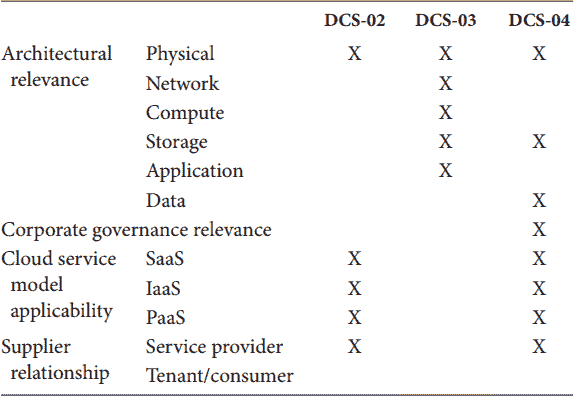 DCS-02 DCS-03 DCS-04
Architectural Physical X X X
relevance Network X
Compute X
Storage X X
Application X
Data X
Corporate governance relevance X
Cloud service SaaS X X
model IaaS X X
applicability PaaS X X
Supplier Service provider X X
relationship Tenant/consumer